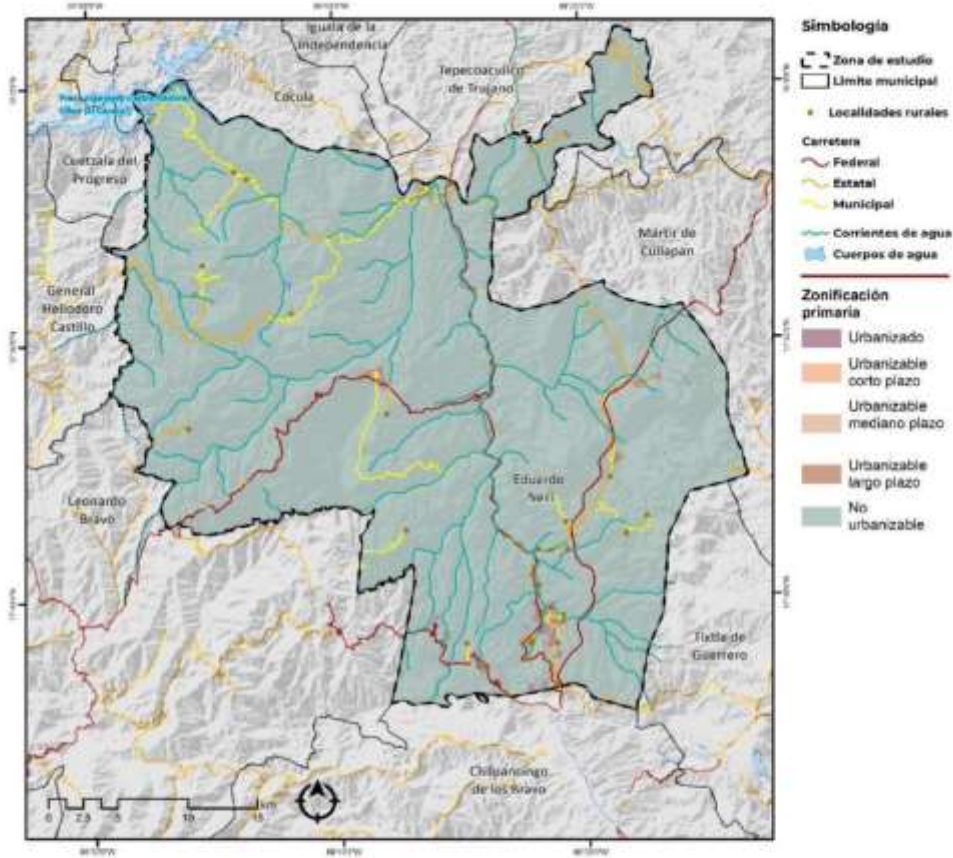 Iguala de la
Independencia
Tepecoacuilco
de Trujano
Cocula
Cuetzala del
Progreso
Mártir de
Cuilapan
General
Heliodoro
Castillo
Eduardo
Neri
Leonardo
Bravo
Tixtla de
Guerrero
Chilpancingo
de los Bravo
0 2.5 5 10 15
km
Simbología
Zona de estudio
Límite municipal
Localidades rurales
Carretera
Federal
Estatal
Municipal
Corrientes de agua
Cuerpos de agua
Zonificación
primaria
Urbanizado
Urbanizable
corto plazo
Urbanizable
mediano plazo
Urbanizable
largo plazo
No
urbanizable